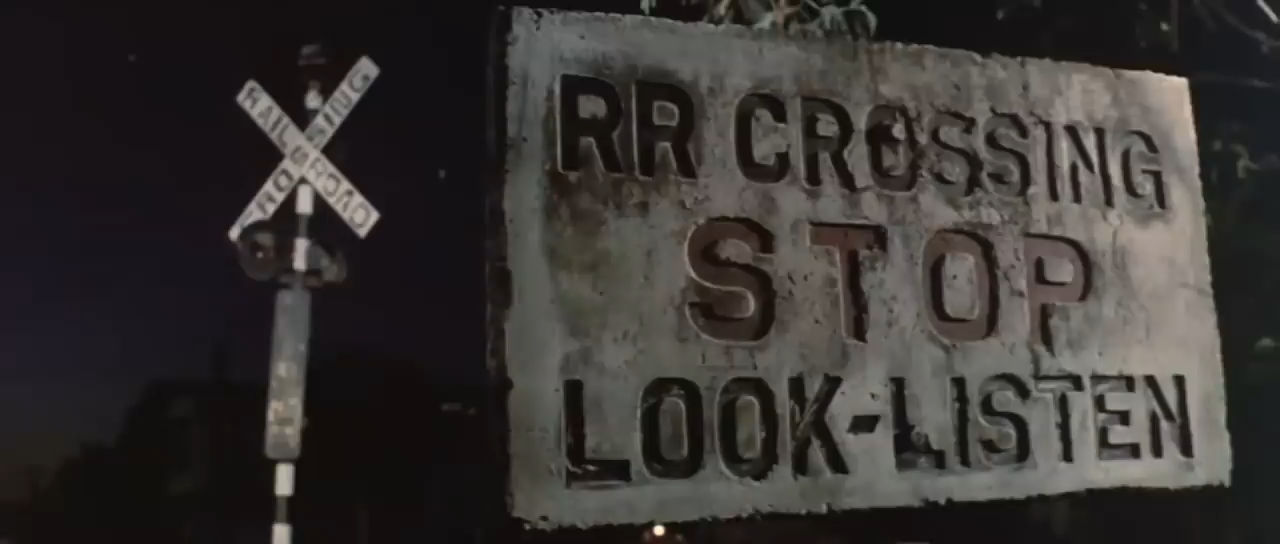 RAILROAD
CROSSING
RR CROSSING
STOP
LOOK-LISTEN